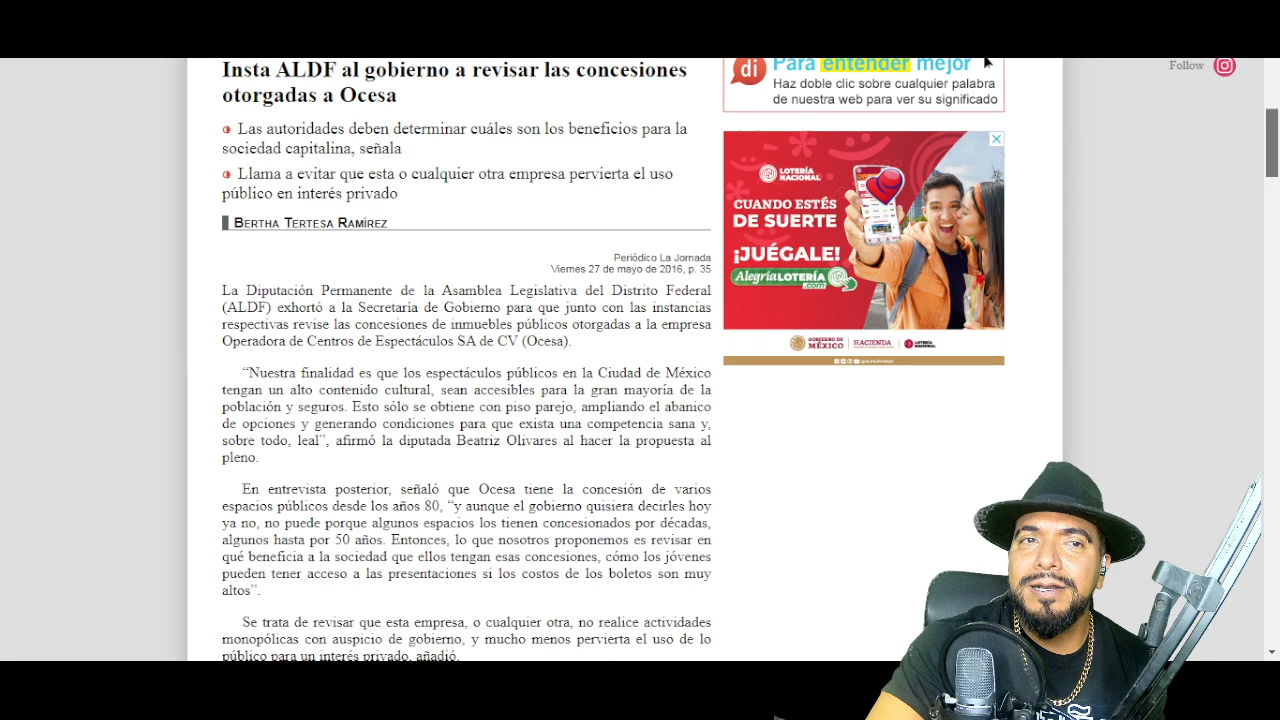 Insta ALDF al gobierno a revisar las concesiones
otorgadas a Ocesa
Las autoridades deben determinar cuáles son los beneficios para la
sociedad capitalina, señala
Llama a evitar que esta o cualquier otra empresa pervierta el uso
público en interés privado
BERTHA TERTESA RAMÍREZ
Periódico La Jornada
Viernes 27 de mayo de 2016, p. 35
La Diputación Permanente de la Asamblea Legislativa del Distrito Federal
(ALDF) exhortó a la Secretaría de Gobierno para que junto con las instancias
respectivas revise las concesiones de inmuebles públicos otorgadas a la empresa
Operadora de Centros de Espectáculos SA de CV (Ocesa).
“Nuestra finalidad es que los espectáculos públicos en la Ciudad de México
tengan un alto contenido cultural, sean accesibles para la gran mayoría de la
población y seguros. Esto sólo se obtiene con piso parejo, ampliando el abanico
de opciones y generando condiciones para que exista una competencia sana y,
sobre todo, leal”, afirmó la diputada Beatriz Olivares al hacer la propuesta al
pleno.
En entrevista posterior, señaló que Ocesa tiene la concesión de varios
espacios públicos desde los años 80, “y aunque el gobierno quisiera decirles hoy
ya no, no puede porque algunos espacios los tienen concesionados por décadas,
algunos hasta por 50 años. Entonces, lo que nosotros proponemos es revisar en
qué beneficia a la sociedad que ellos tengan esas concesiones, cómo los jóvenes
pueden tener acceso a las presentaciones si los costos de los boletos son muy
altos”.
Se trata de revisar que esta empresa, o cualquier otra, no realice actividades
monopólicas con auspicio de gobierno, y mucho menos pervierta el uso de lo
público para un interés privado, añadió.
di
Para entender mejor
Haz doble clic sobre cualquier palabra
de nuestra web para ver su significado
Follow
LOTERÍA
NACIONAL
CUANDO ESTÉS
DE SUERTE
¡JUÉGALE!
AlegríaLOTERÍA
.com
GOBIERNO DE
MÉXICO
HACIENDA
LOTERÍA
NACIONAL